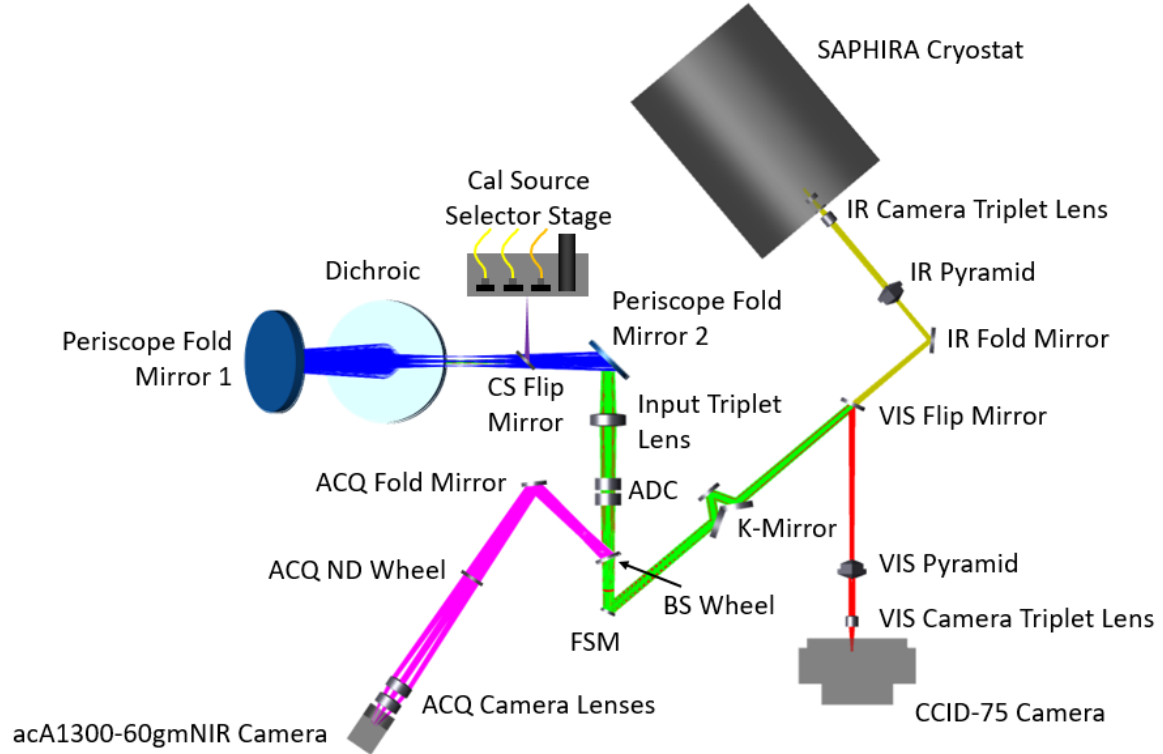 SAPHIRA Cryostat
Cal Source
Selector Stage
IR Camera Triplet Lens
Dichroic
IR Pyramid
Periscope Fold
Mirror 2
Periscope Fold
Mirror 1
IR Fold Mirror
CS Flip
Mirror
Input Triplet
Lens
VIS Flip Mirror
ACQ Fold Mirror
ADC
K-Mirror
ACQ ND Wheel
BS Wheel
VIS Pyramid
FSM
VIS Camera Triplet Lens
ACQ Camera Lenses
CCID-75 Camera
acA1300-60gmNIR Camera